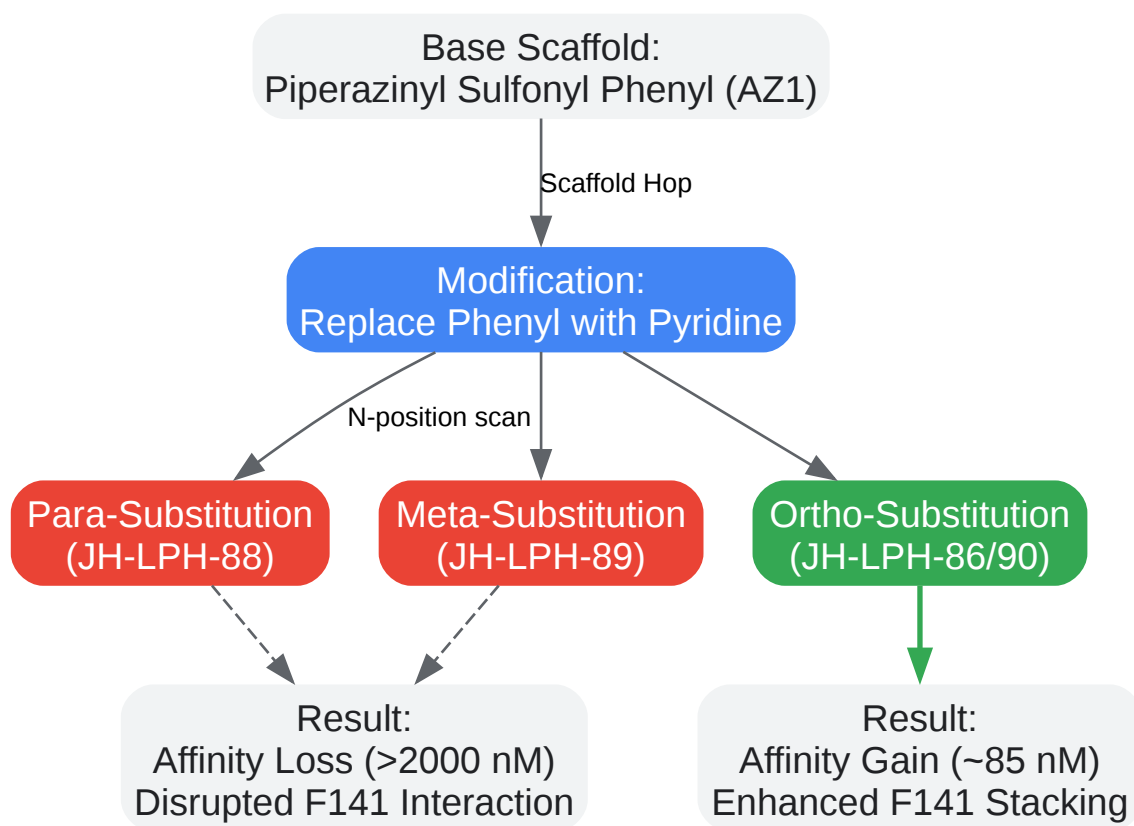 Base Scaffold:
Piperazinyl Sulfonyl Phenyl (AZ1)
Scaffold Hop
Modification:
Replace Phenyl with Pyridine
N-position scan
Para-Substitution
(JH-LPH-88)
Meta-Substitution
(JH-LPH-89)
Ortho-Substitution
(JH-LPH-86/90)
Result:
Affinity Loss (>2000 nM)
Disrupted F141 Interaction
Result:
Affinity Gain (~85 nM)
Enhanced F141 Stacking